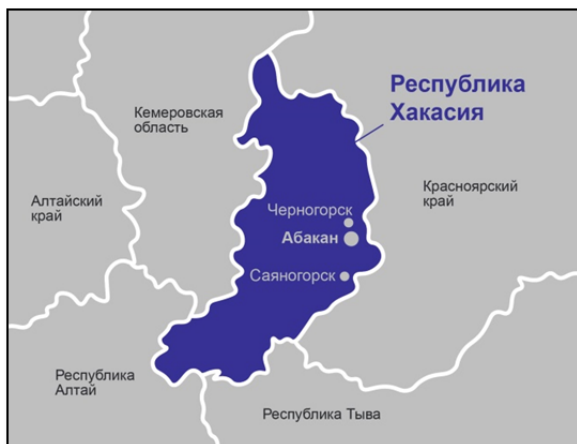 Республика
Хакасия
Кемеровская
область
Алтайский
край
Красноярский
край
Черногорск
Абакан
Саяногорск
Республика
Алтай
Республика Тыва